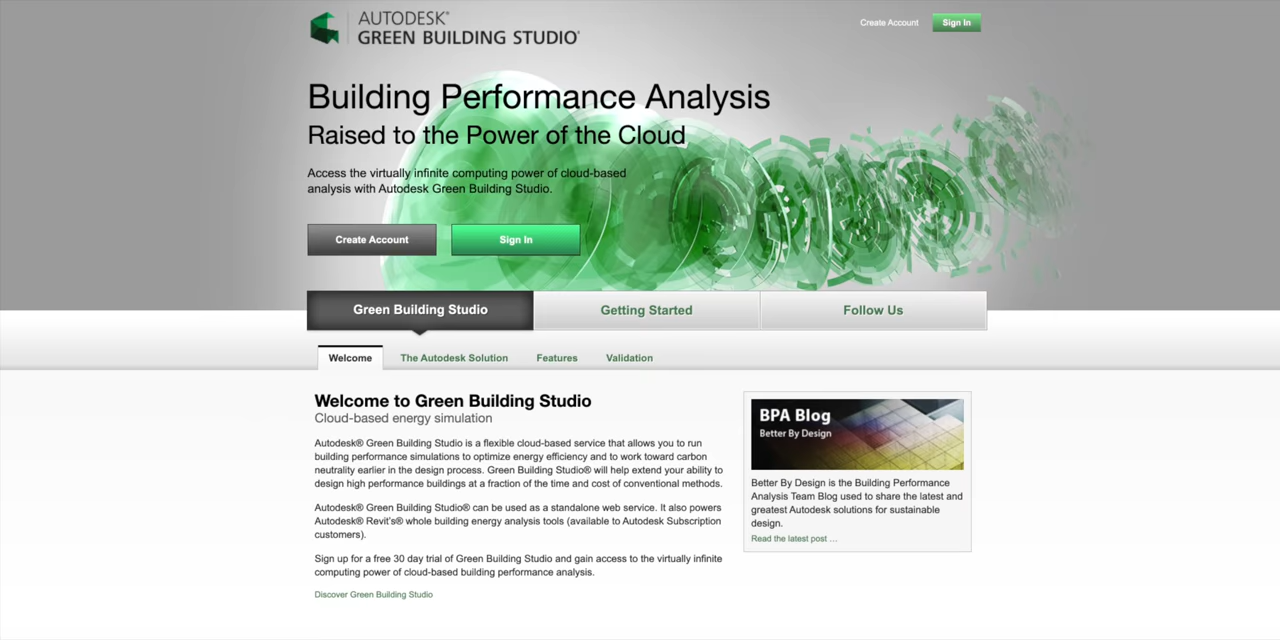 AUTODESK®
GREEN BUILDING STUDIO®
Create Account
Sign In
Building Performance Analysis
Raised to the Power of the Cloud
Access the virtually infinite computing power of cloud-based
analysis with Autodesk Green Building Studio.
Create Account
Sign In
Green Building Studio
Getting Started
Follow Us
Welcome
The Autodesk Solution
Features
Validation
Welcome to Green Building Studio
Cloud-based energy simulation
Autodesk® Green Building Studio is a flexible cloud-based service that allows you to run
building performance simulations to optimize energy efficiency and to work toward carbon
neutrality earlier in the design process. Green Building Studio® will help extend your ability to
design high performance buildings at a fraction of the time and cost of conventional methods.
Autodesk® Green Building Studio® can be used as a standalone web service. It also powers
Autodesk® Revit's® whole building energy analysis tools (available to Autodesk Subscription
customers).
Sign up for a free 30 day trial of Green Building Studio and gain access to the virtually infinite
computing power of cloud-based building performance analysis.
Discover Green Building Studio
BPA Blog
Better By Design
Better By Design is the Building Performance
Analysis Team Blog used to share the latest and
greatest Autodesk solutions for sustainable
design.
Read the latest post ...